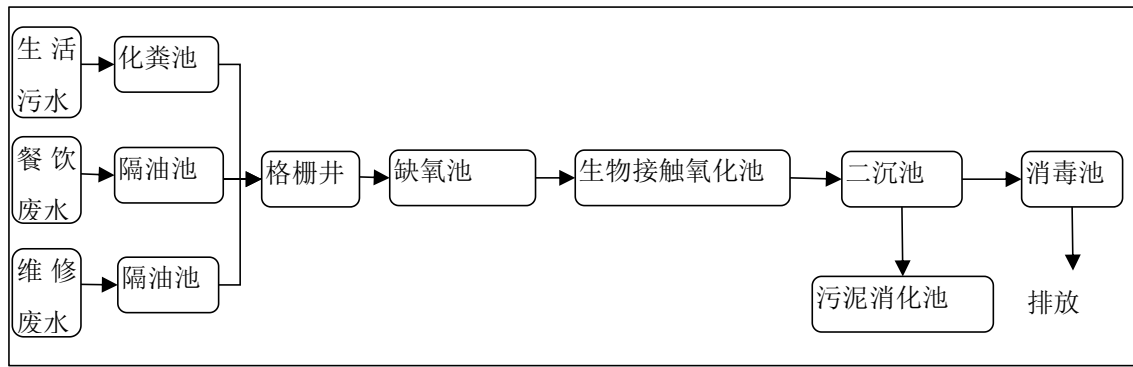 生活
污水
化粪池
餐饮
废水
隔油池
维修
废水
隔油池
格栅井
缺氧池
生物接触氧化池
二沉池
消毒池
污泥消化池
排放